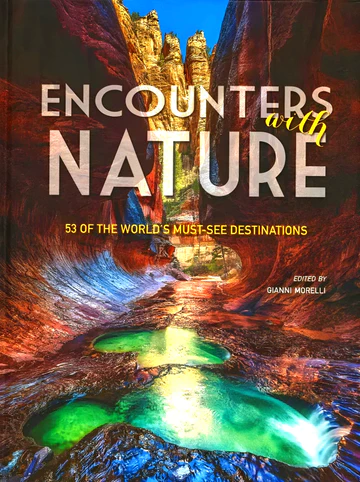 ENCOUNTERS
with
NATURE
53 OF THE WORLD'S MUST-SEE DESTINATIONS
EDITED BY
GIANNI MORELLI